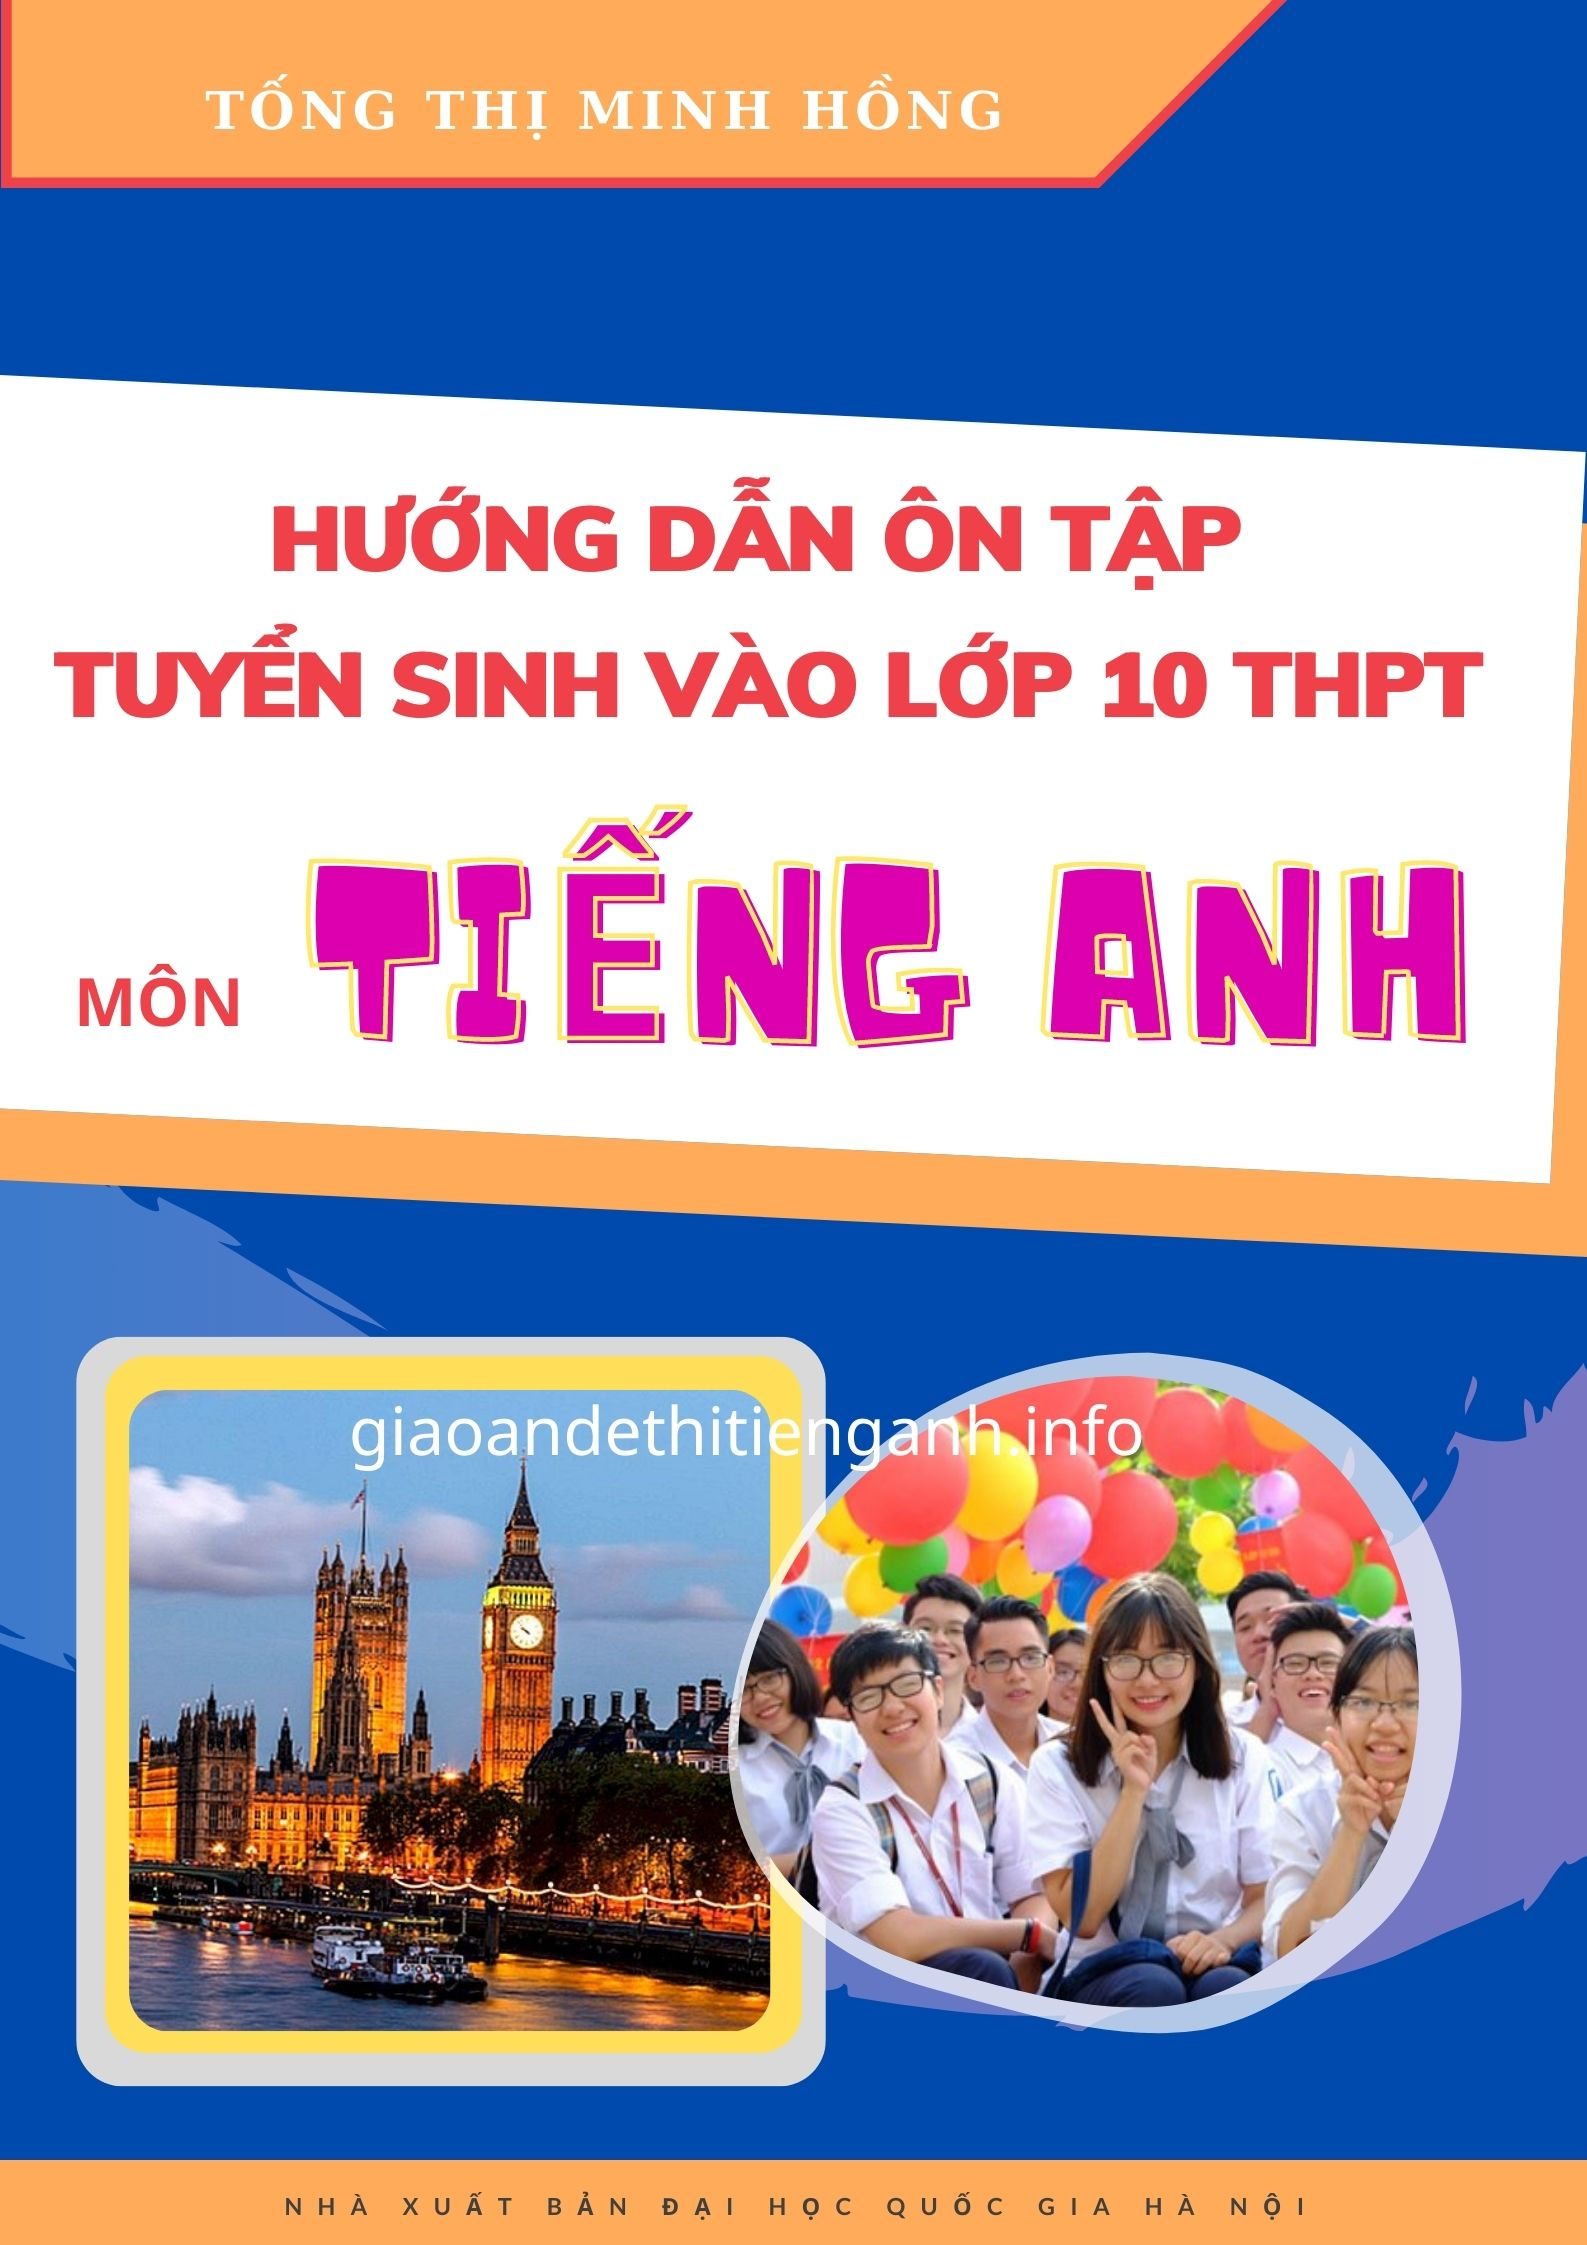 TỐNG THỊ MINH HỒNG
HƯỚNG DẪN ÔN TẬP
TUYỂN SINH VÀO LỚP 10 THPT
MÔN TIẾNG ANH
giaoandethitienganh.info
NHÀ XUẤT BẢN ĐẠI HỌC QUỐC GIA HÀ NỘI